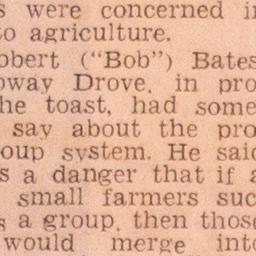 s were concerned in
to agriculture.
obert ("Bob") Bates
oway Drove, in pro
he toast, had some
say about the pro
oup system. He said
s a danger that if a
small farmers suc
s a group, then those
would merge into